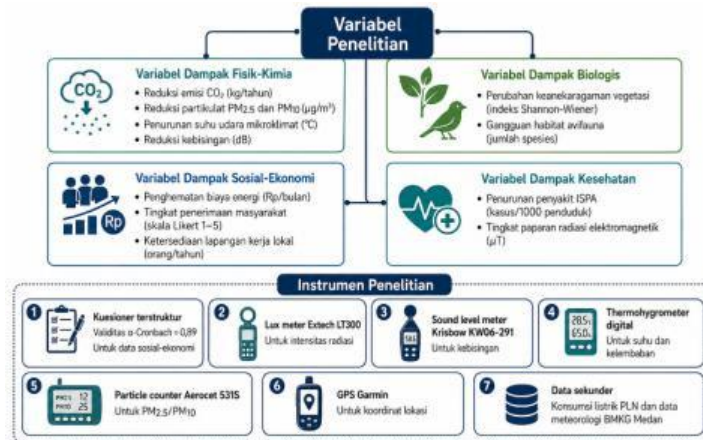 Variabel
Penelitian
Variabel Dampak Fisik-Kimia
CO₂
• Reduksi emisi CO₂ (kg/tahun)
• Reduksi partikulat PM2.5 dan PM10 (µg/m³)
• Penurunan suhu udara mikroklimat (°C)
• Reduksi kebisingan (dB)
Variabel Dampak Biologis
• Perubahan keanekaragaman vegetasi
(indeks Shannon-Wiener)
• Gangguan habitat avifauna
(jumlah spesies)
Variabel Dampak Sosial-Ekonomi
Rp
• Penghematan biaya energi (Rp/bulan)
• Tingkat penerimaan masyarakat
(skala Likert 1–5)
• Ketersediaan lapangan kerja lokal
(orang/tahun)
Variabel Dampak Kesehatan
• Penurunan penyakit ISPA
(kasus/1000 penduduk)
• Tingkat paparan radiasi elektromagnetik
(µT)
Instrumen Penelitian
1
Kuesioner terstruktur
Validitas α-Cronbach = 0,89
Untuk data sosial-ekonomi
2
Lux meter Extech LT300
Untuk intensitas radiasi
3
Sound level meter
Krisbow KW06-291
Untuk kebisingan
4
Thermohygrometer
digital
Untuk suhu dan
kelembaban
5
Particle counter Aerocet 531S
Untuk PM2.5/PM10
6
GPS Garmin
Untuk koordinat lokasi
7
Data sekunder
Konsumsi listrik PLN dan data
meteorologi BMKG Medan